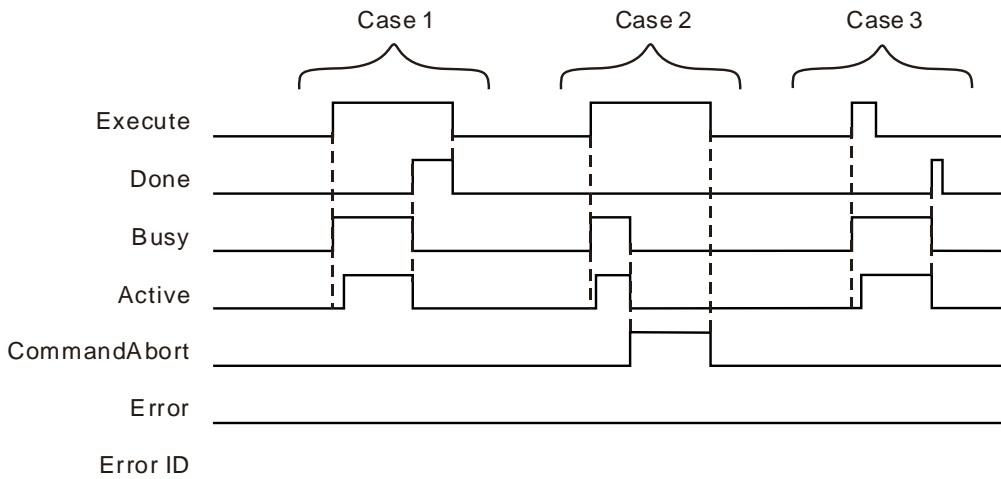 Case 1 Case 2 Case 3
Execute
Done
Busy
Active
CommandAbort
Error
Error ID